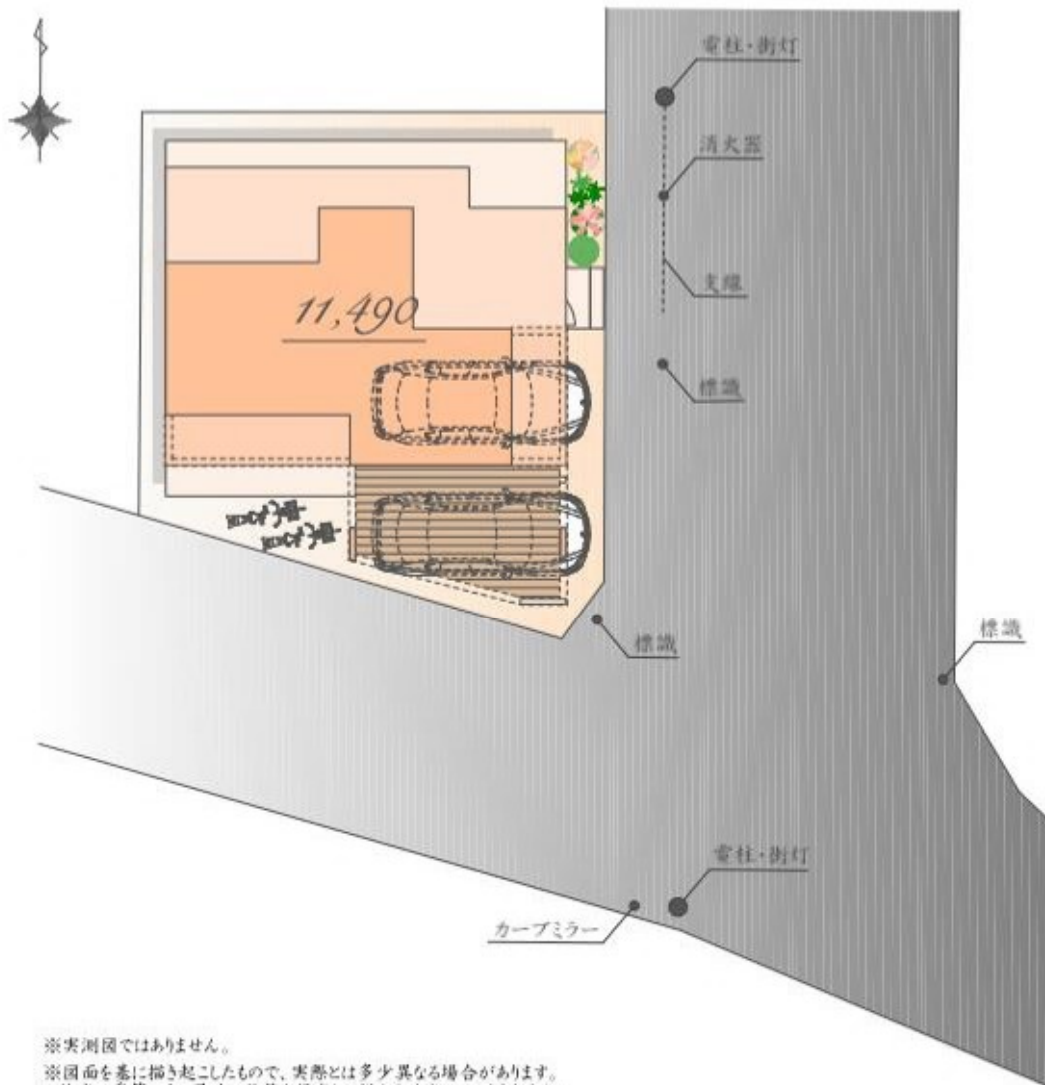 電柱・街灯
消火器
11,490
支線
標識
標識
標識
電柱・街灯
カーブミラー
※実測図ではありません。
※図面を基に描き起こしたもので、実際とは多少異なる場合があります。